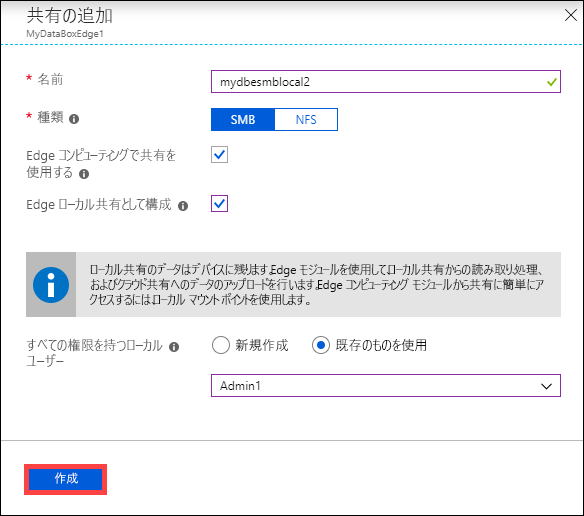 共有の追加
MyDataBoxEdge1
* 名前
mydbesmblocal2
* 種類
SMB
NFS
Edge コンピューティングで共有を
使用する
Edge ローカル共有として構成
ローカル共有のデータはデバイスに残ります。Edge モジュールを使用して、ローカル共有からの読み取り処理、
およびクラウド共有へのデータのアップロードを行います。Edge コンピューティング モジュールから共有に簡単にア
クセスするには、ローカル マウント ポイントを使用します。
すべての権限を持つローカル
ユーザー
新規作成
既存のものを使用
Admin1
作成